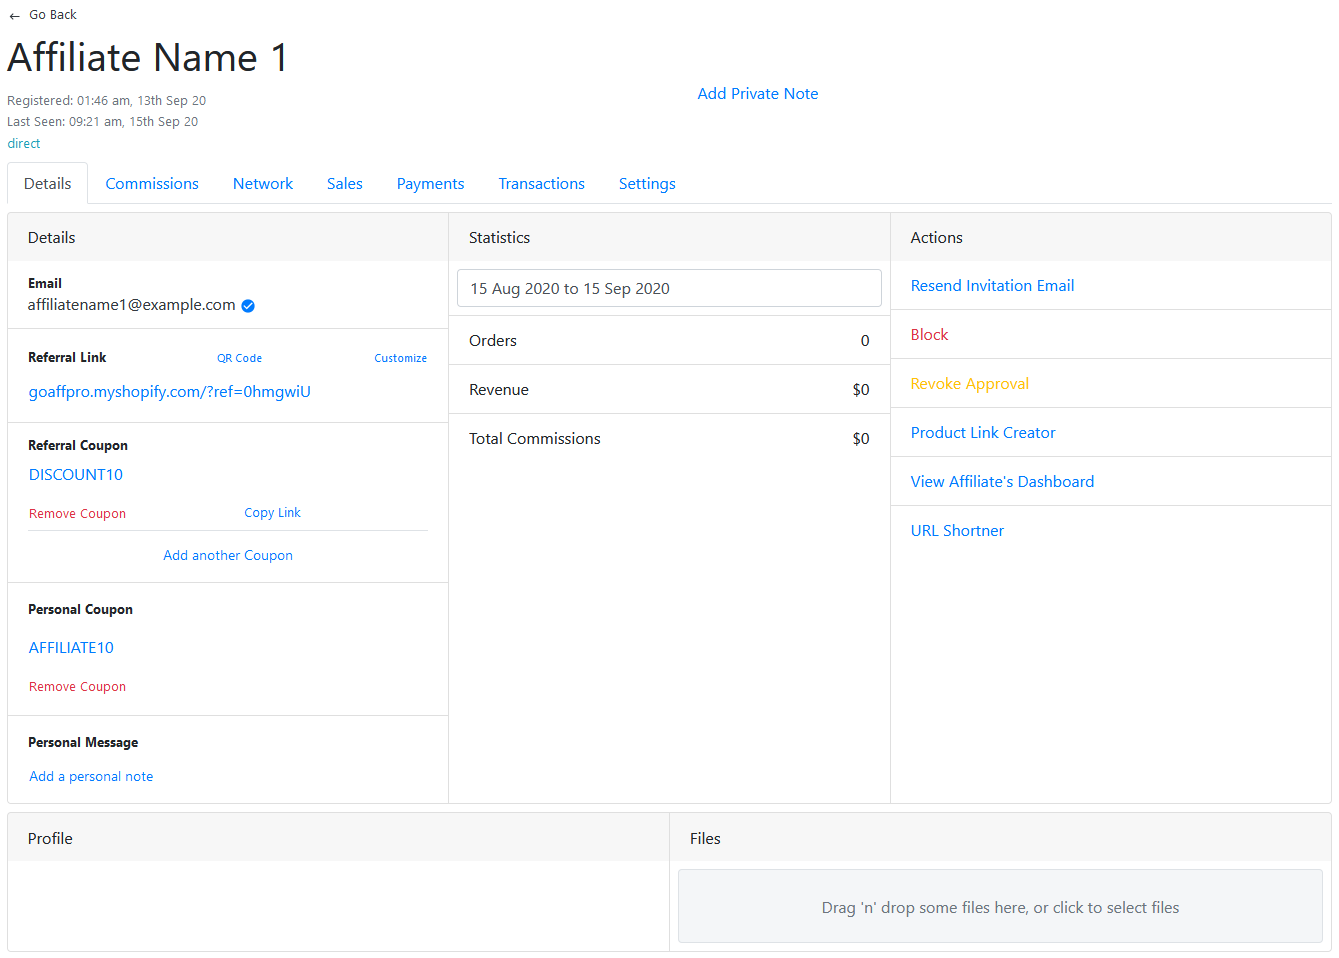 ← Go Back
Affiliate Name 1
Registered: 01:46 am, 13th Sep 20
Last Seen: 09:21 am, 15th Sep 20
direct
Add Private Note
Details Commissions Network Sales Payments Transactions Settings
Details
Email
affiliatename1@example.com
Referral Link QR Code Customize
goaffpro.myshopify.com/?ref=0hmgwiU
Referral Coupon
DISCOUNT10
Remove Coupon Copy Link
Add another Coupon
Personal Coupon
AFFILIATE10
Remove Coupon
Personal Message
Add a personal note
Statistics
15 Aug 2020 to 15 Sep 2020
Orders 0
Revenue $0
Total Commissions $0
Actions
Resend Invitation Email
Block
Revoke Approval
Product Link Creator
View Affiliate's Dashboard
URL Shortner
Profile
Files
Drag 'n' drop some files here, or click to select files